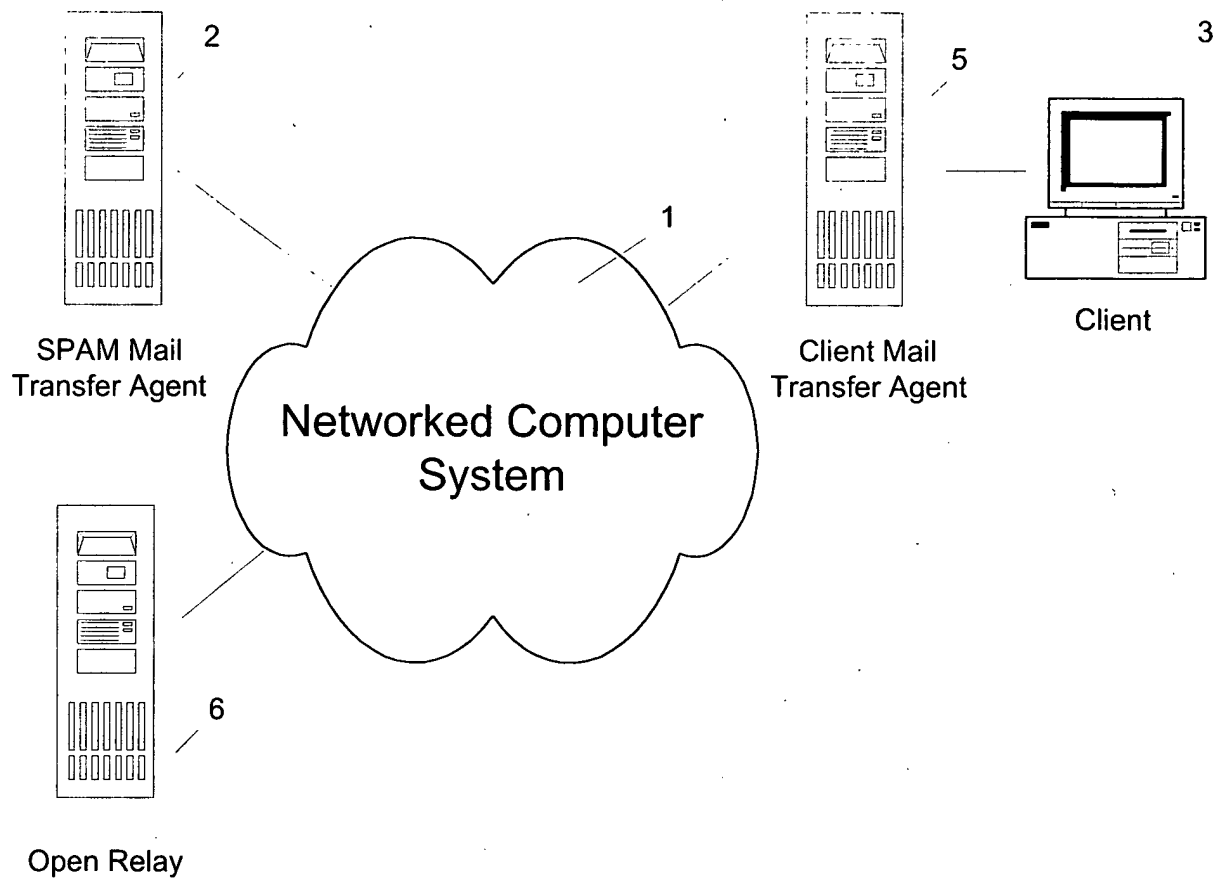 2
5
3
1
SPAM Mail
Transfer Agent
Client Mail
Transfer Agent
Client
Networked Computer
System
6
Open Relay